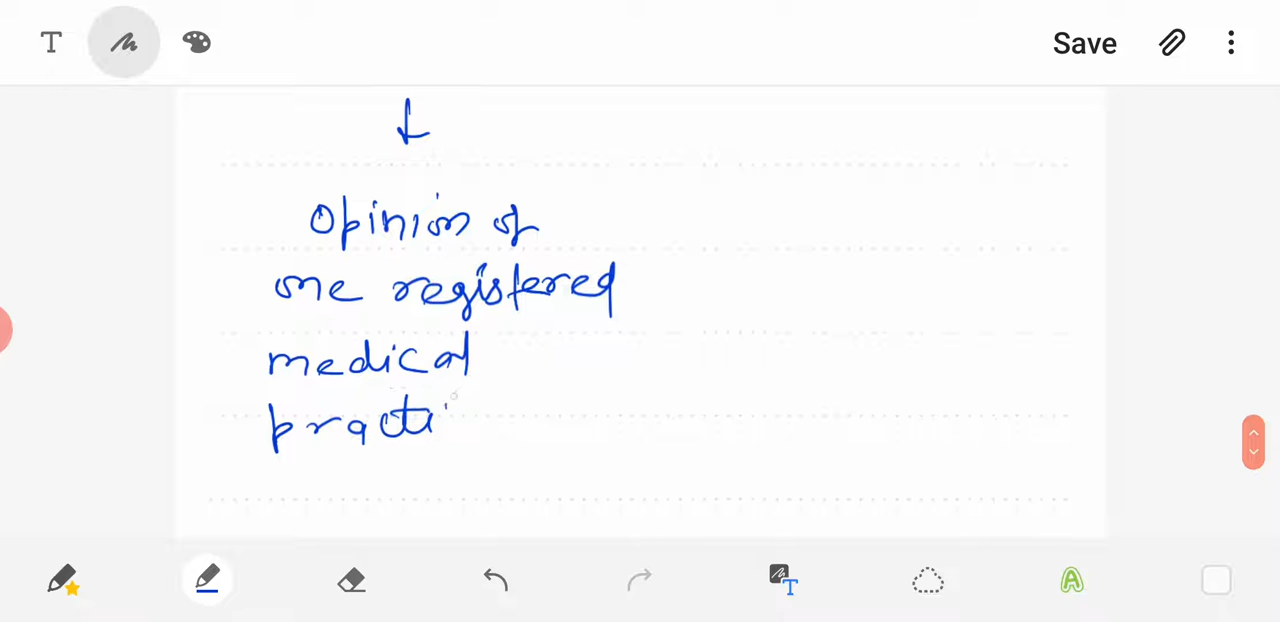 T Save
↓
Opinion of
one registered
medical
practi
T
A